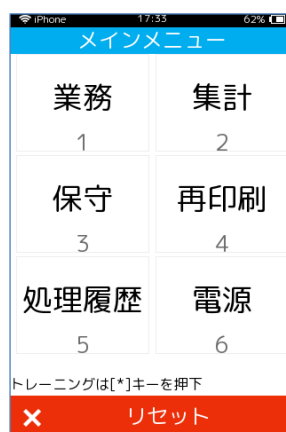 iPhone 17:33 62%
メインメニュー
業務 集計
1 2
保守 再印刷
3 4
処理履歴 電源
5 6
トレーニングは[*]キーを押下
× リセット